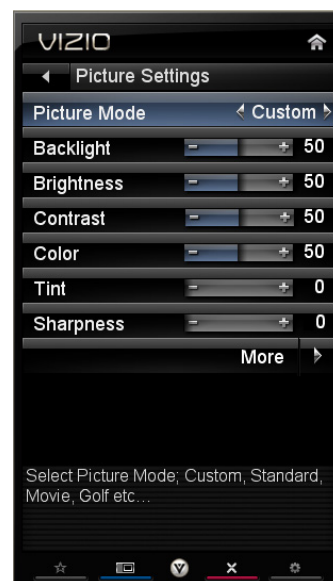 VIZIO
Picture Settings
Picture Mode Custom
Backlight - + 50
Brightness - + 50
Contrast - + 50
Color - + 50
Tint - + 0
Sharpness - + 0
More
Select Picture Mode; Custom, Standard,
Movie, Golf etc...
V